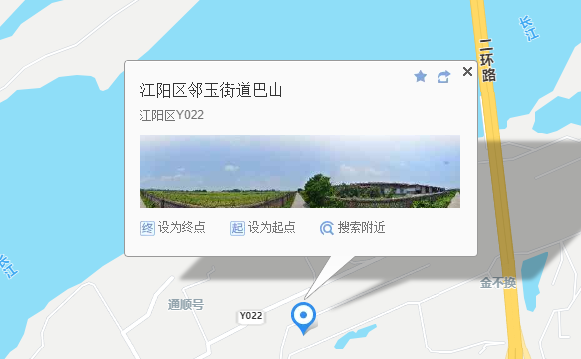 长江
二环路
江阳区邻玉街道巴山
江阳区Y022
终 设为终点 起 设为起点 搜索附近
长江
金不换
通顺号
Y022